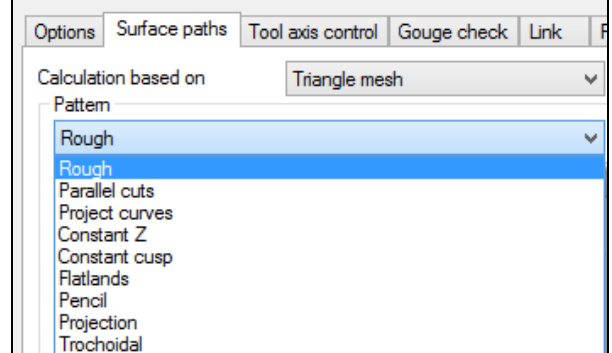 Options Surface paths Tool axis control Gouge check Link
Calculation based on Triangle mesh
Pattern
Rough
Rough
Parallel cuts
Project curves
Constant Z
Constant cusp
Flatlands
Pencil
Projection
Trochoidal